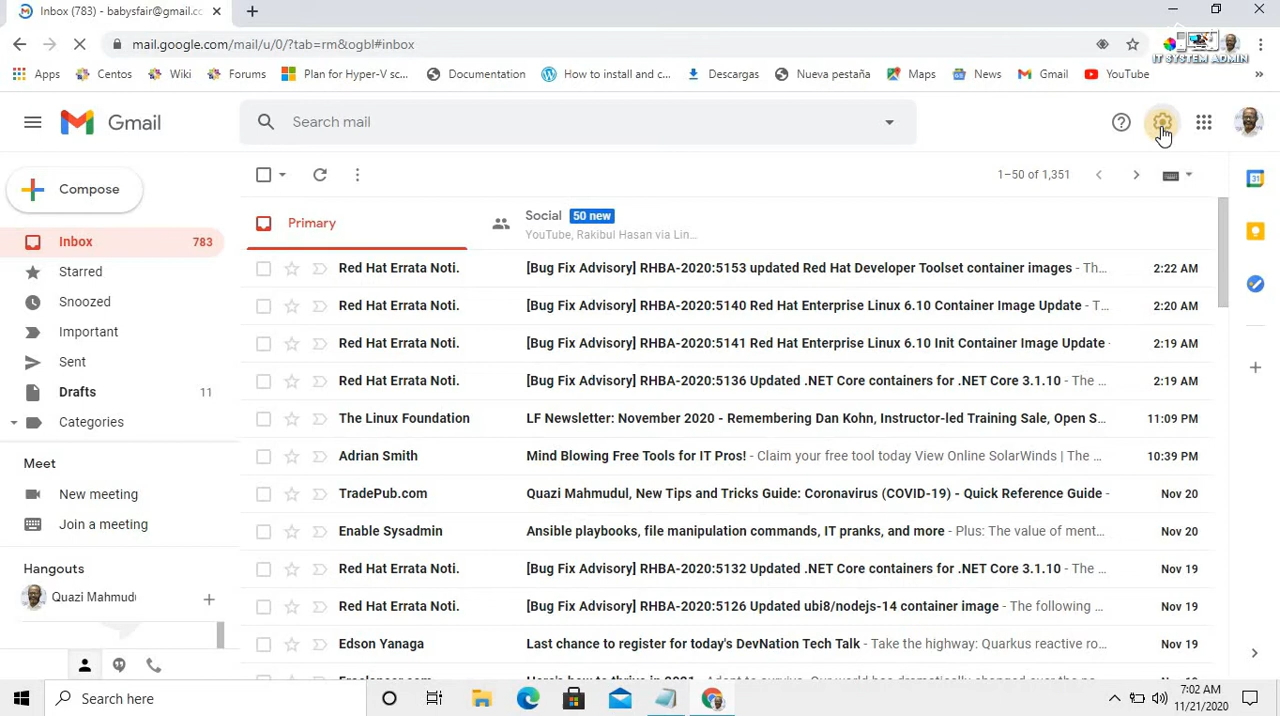 Inbox (783) - babysfair@gmail.cc
mail.google.com/mail/u/0/?tab=rm&ogbl#inbox
IT SYSTEM ADMIN
Apps Centos Wiki Forums Plan for Hyper-V sc... Documentation How to install and c... Descargas Nueva pestaña Maps News Gmail YouTube »
Gmail Search mail
Compose 1–50 of 1,351
Primary Social 50 new
YouTube, Rakibul Hasan via Lin...
Inbox 783
Starred
Snoozed
Important
Sent
Drafts 11
Categories
Meet
New meeting
Join a meeting
Hangouts
Quazi Mahmud
Red Hat Errata Noti. [Bug Fix Advisory] RHBA-2020:5153 updated Red Hat Developer Toolset container images - Th... 2:22 AM
Red Hat Errata Noti. [Bug Fix Advisory] RHBA-2020:5140 Red Hat Enterprise Linux 6.10 Container Image Update - T... 2:20 AM
Red Hat Errata Noti. [Bug Fix Advisory] RHBA-2020:5141 Red Hat Enterprise Linux 6.10 Init Container Image Update - 2:19 AM
Red Hat Errata Noti. [Bug Fix Advisory] RHBA-2020:5136 Updated .NET Core containers for .NET Core 3.1.10 - The ... 2:19 AM
The Linux Foundation LF Newsletter: November 2020 - Remembering Dan Kohn, Instructor-led Training Sale, Open S... 11:09 PM
Adrian Smith Mind Blowing Free Tools for IT Pros! - Claim your free tool today View Online SolarWinds | The ... 10:39 PM
TradePub.com Quazi Mahmudul, New Tips and Tricks Guide: Coronavirus (COVID-19) - Quick Reference Guide - Nov 20
Enable Sysadmin Ansible playbooks, file manipulation commands, IT pranks, and more - Plus: The value of ment... Nov 20
Red Hat Errata Noti. [Bug Fix Advisory] RHBA-2020:5132 Updated .NET Core containers for .NET Core 3.1.10 - The ... Nov 19
Red Hat Errata Noti. [Bug Fix Advisory] RHBA-2020:5126 Updated ubi8/nodejs-14 container image - The following ... Nov 19
Edson Yanaga Last chance to register for today's DevNation Tech Talk - Take the highway: Quarkus reactive ro... Nov 19
Search here
7:02 AM
11/21/2020